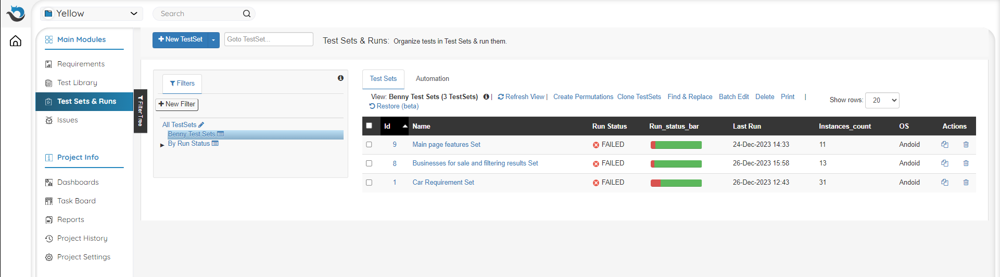 Yellow
Search
Main Modules
Requirements
Test Library
Test Sets & Runs
Issues
Project Info
Dashboards
Task Board
Reports
Project History
Project Settings
Filter Tree
New TestSet
Goto TestSet...
Test Sets & Runs: Organize tests in Test Sets & run them.
Filters
New Filter
All TestSets
Benny Test Sets
By Run Status
Test Sets Automation
View: Benny Test Sets (3 TestSets) | Refresh View | Create Permutations Clone TestSets Find & Replace Batch Edit Delete Print |
Restore (beta)
Show rows: 20
Id Name Run Status Run_status_bar Last Run Instances_count OS Actions
9 Main page features Set FAILED 24-Dec-2023 14:33 11 Andoid
8 Businesses for sale and filtering results Set FAILED 26-Dec-2023 15:58 13 Andoid
1 Car Requirement Set FAILED 26-Dec-2023 12:43 31 Andoid